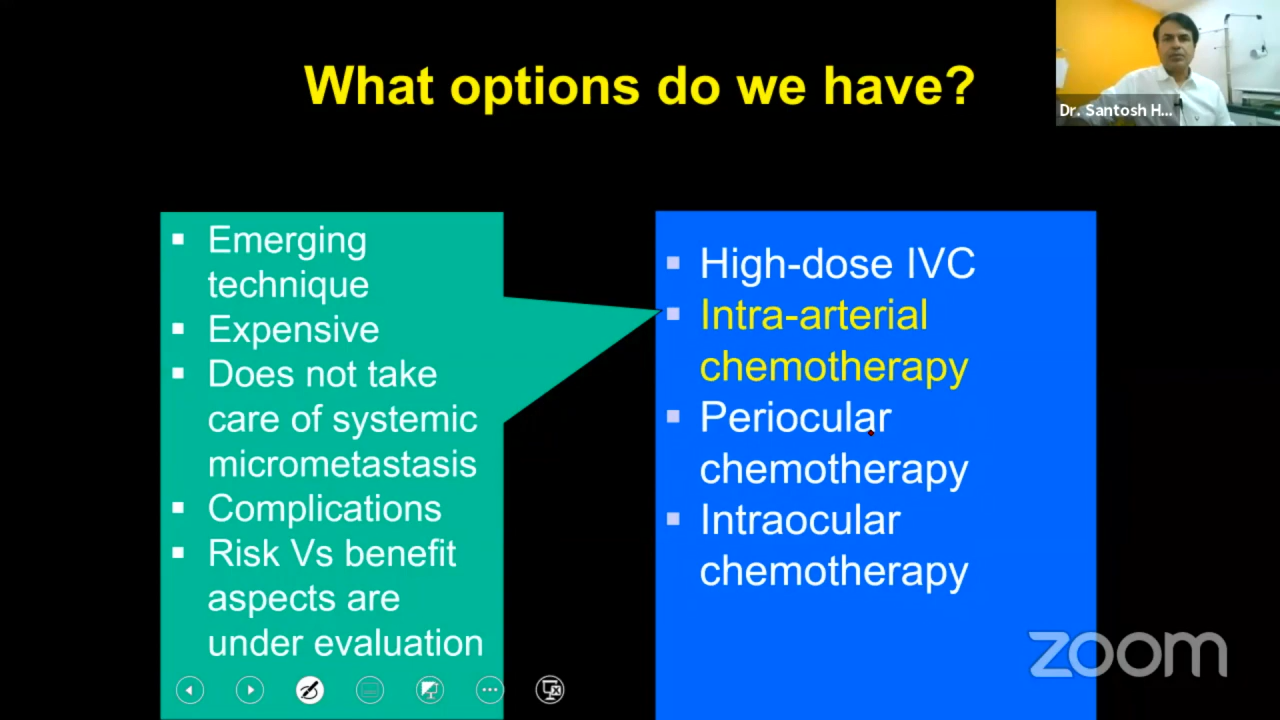 What options do we have?
Dr. Santosh H...
Emerging
technique
Expensive
Does not take
care of systemic
micrometastasis
Complications
Risk Vs benefit
aspects are
under evaluation
High-dose IVC
Intra-arterial
chemotherapy
Periocular
chemotherapy
Intraocular
chemotherapy
zoom